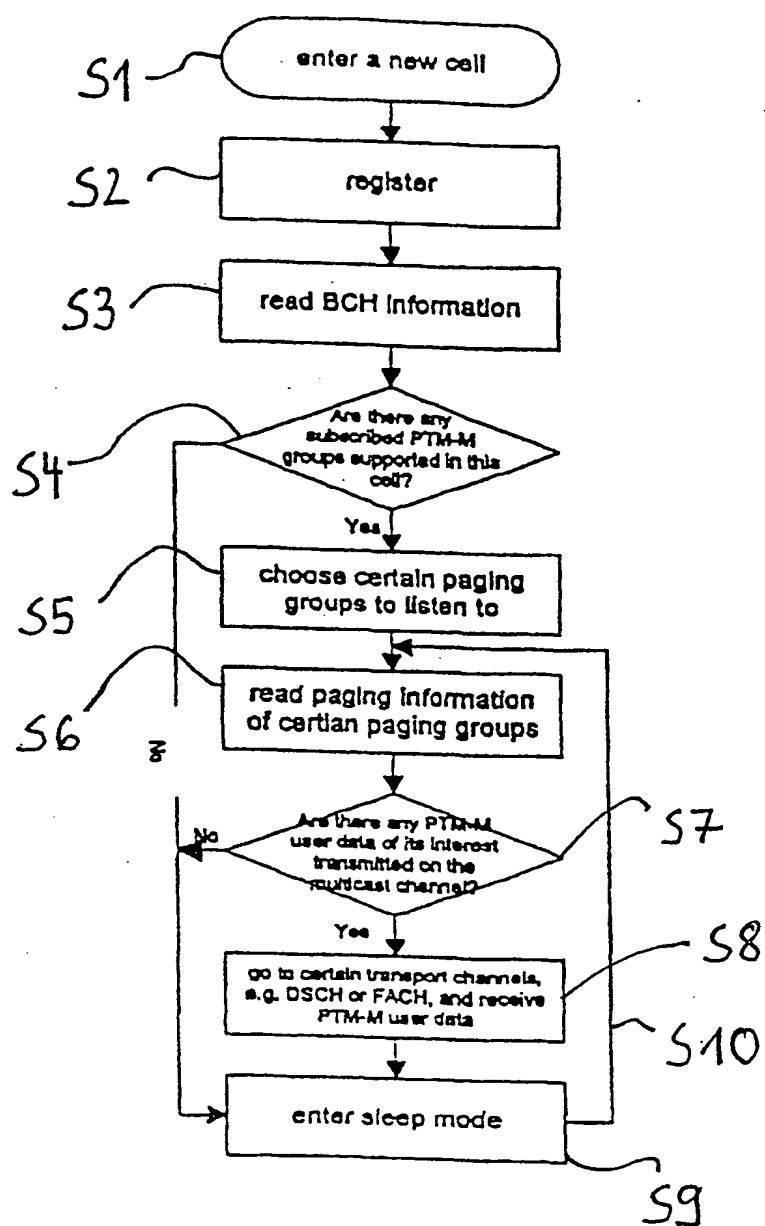 S1
enter a new cell
S2
register
S3
read BCH information
S4
Are there any
subscribed PTM-M
groups supported in this
cell?
Yes
S5
choose certain paging
groups to listen to
S6
read paging information
of certian paging groups
No
No
Are there any PTM-M
user data of its interest
transmitted on the
multicast channel?
S7
Yes
S8
go to certain transport channels,
e.g. DSCH or FACH, and receive
PTM-M user data
S10
enter sleep mode
S9